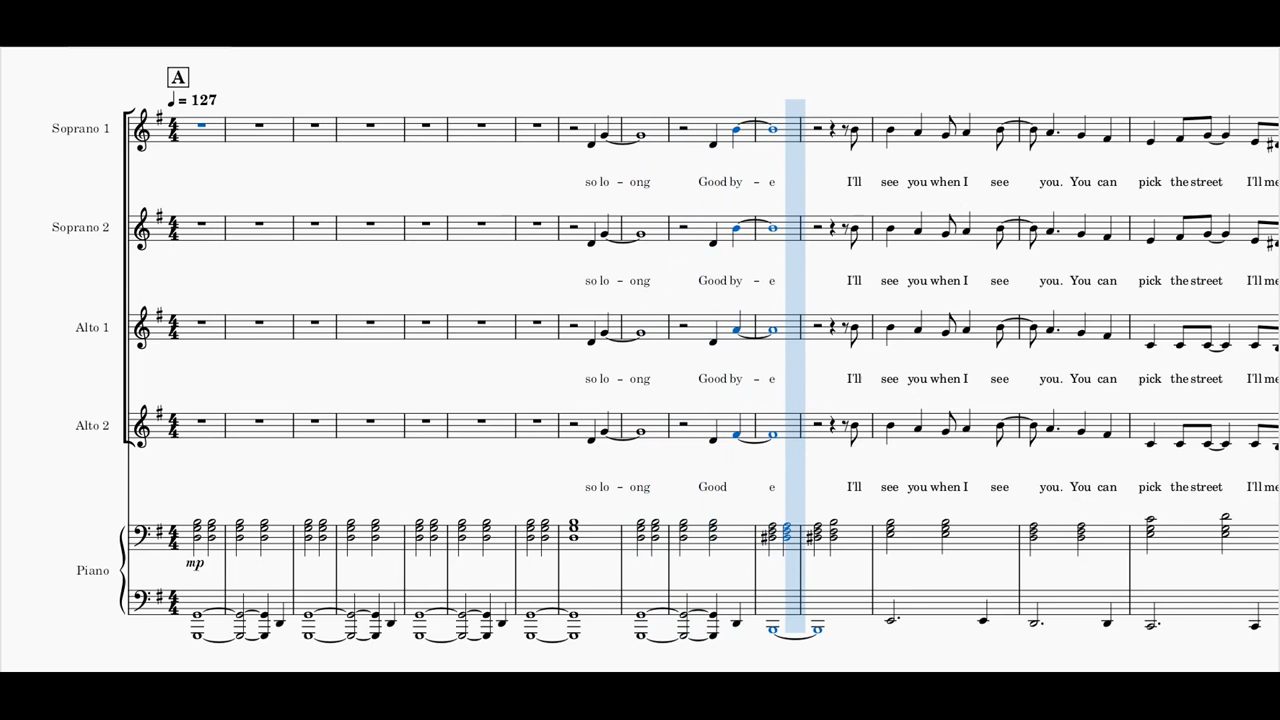 A
♩ = 127
Soprano 1
so lo - ong Good by - e I'll see you when I see you. You can pick the street I'll me
Soprano 2
so lo - ong Good by - e I'll see you when I see you. You can pick the street I'll me
Alto 1
so lo - ong Good by - e I'll see you when I see you. You can pick the street I'll me
Alto 2
so lo - ong Good e I'll see you when I see you. You can pick the street I'll me
mp
Piano